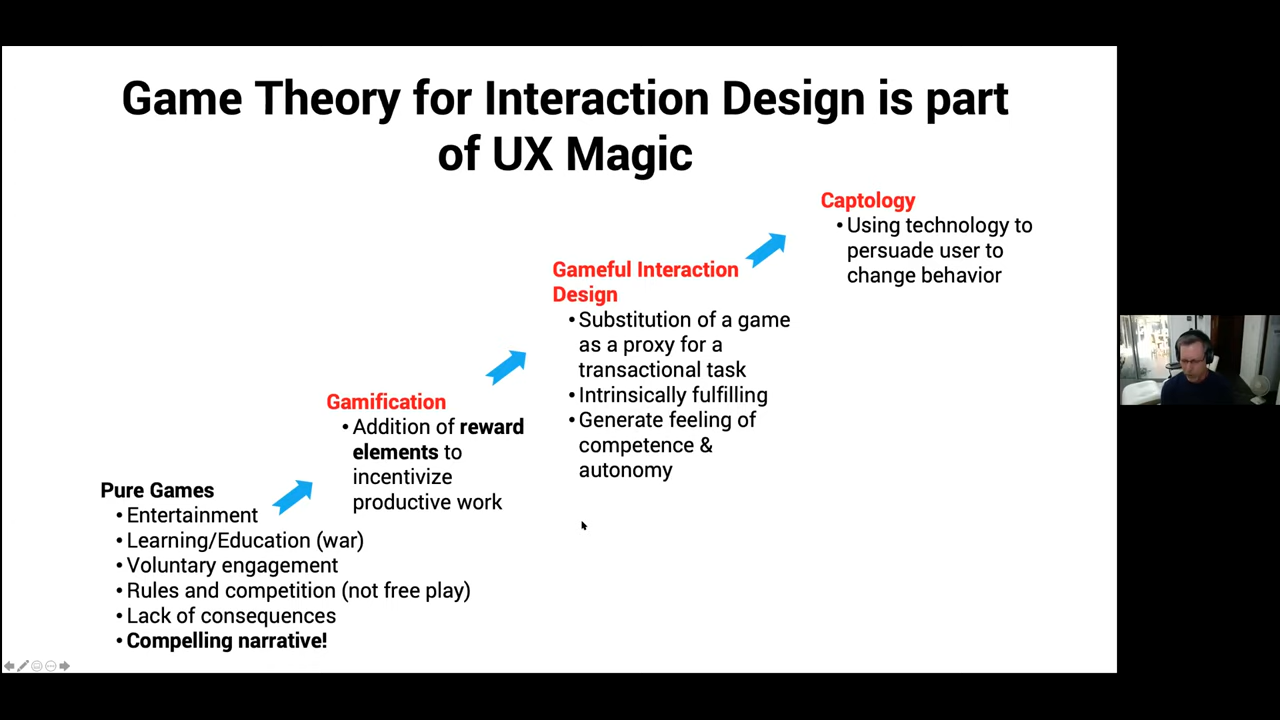 Game Theory for Interaction Design is part
of UX Magic
Captology
• Using technology to
persuade user to
change behavior
Gameful Interaction
Design
• Substitution of a game
as a proxy for a
transactional task
• Intrinsically fulfilling
• Generate feeling of
competence &
autonomy
Gamification
• Addition of reward
elements to
incentivize
productive work
Pure Games
• Entertainment
• Learning/Education (war)
• Voluntary engagement
• Rules and competition (not free play)
• Lack of consequences
• Compelling narrative!